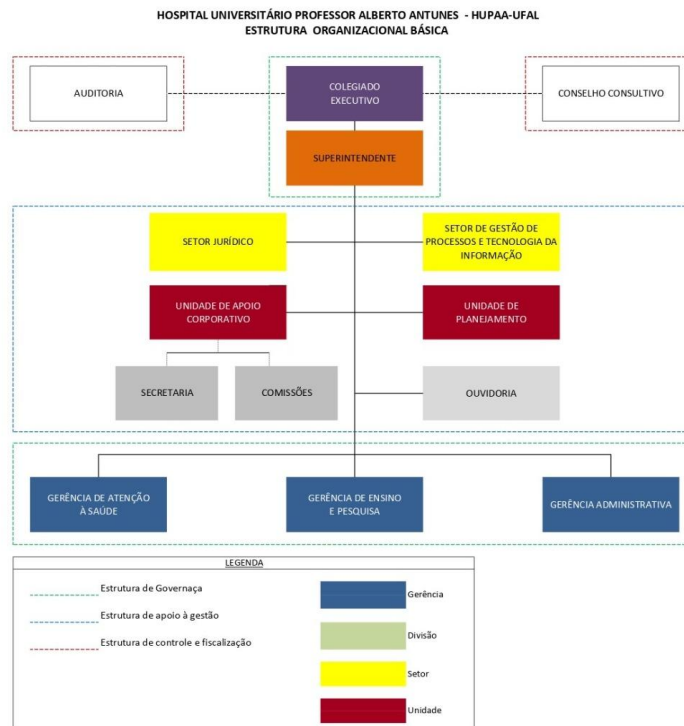 HOSPITAL UNIVERSITÁRIO PROFESSOR ALBERTO ANTUNES - HUPAA-UFAL
ESTRUTURA ORGANIZACIONAL BÁSICA
AUDITORIA
COLEGIADO
EXECUTIVO
CONSELHO CONSULTIVO
SUPERINTENDENTE
SETOR JURÍDICO
SETOR DE GESTÃO DE
PROCESSOS E TECNOLOGIA DA
INFORMAÇÃO
UNIDADE DE APOIO
CORPORATIVO
UNIDADE DE
PLANEJAMENTO
SECRETARIA
COMISSÕES
OUVIDORIA
GERÊNCIA DE ATENÇÃO
À SAÚDE
GERÊNCIA DE ENSINO
E PESQUISA
GERÊNCIA ADMINISTRATIVA
LEGENDA
Estrutura de Governaça
Estrutura de apoio à gestão
Estrutura de controle e fiscalização
Gerência
Divisão
Setor
Unidade